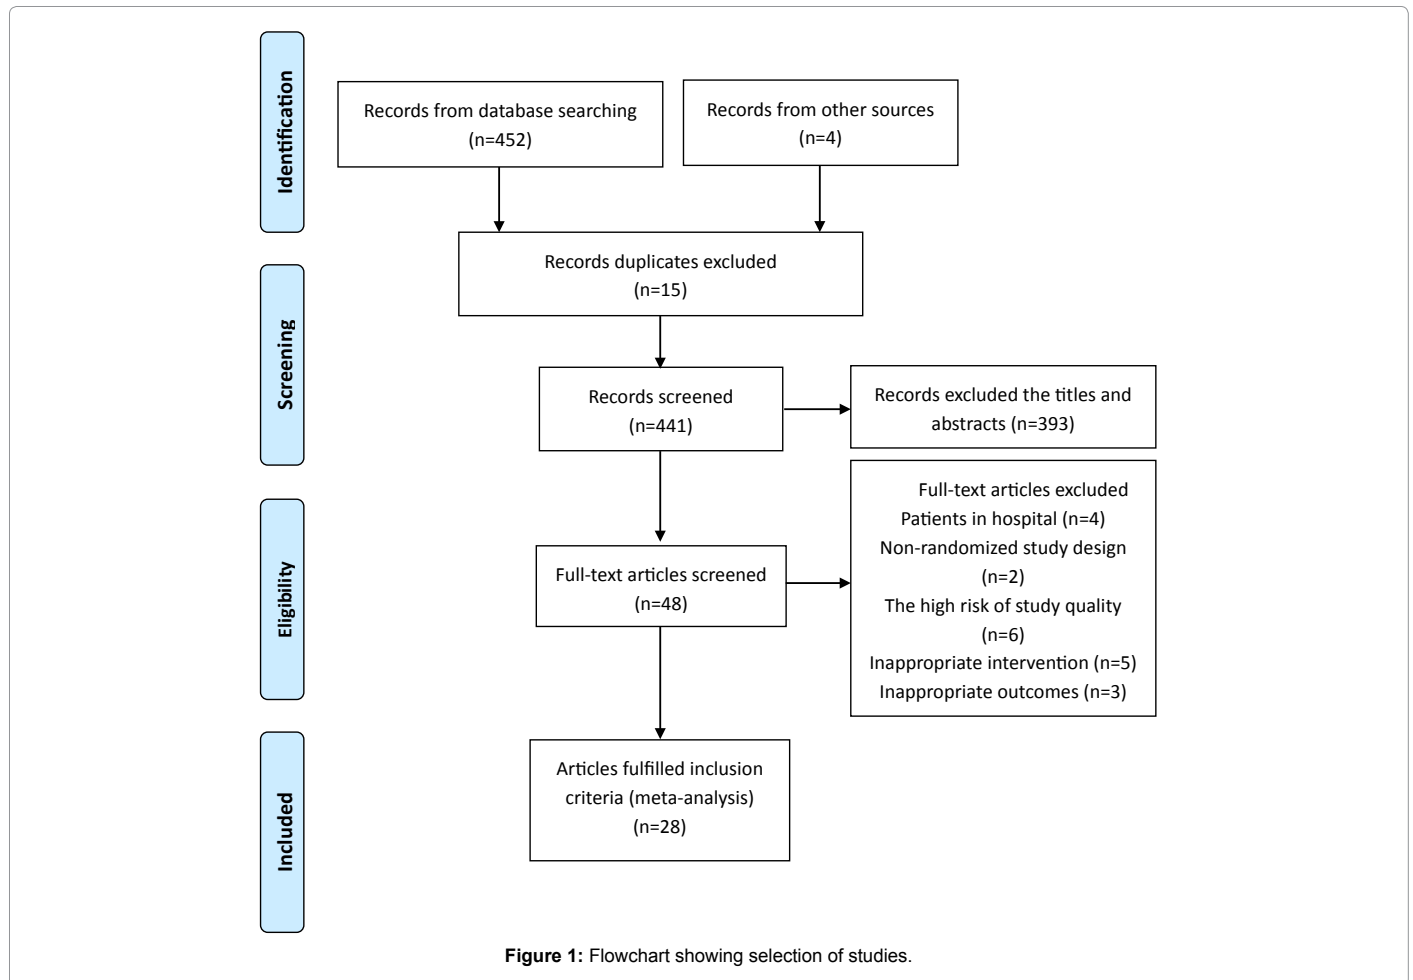 Identification
Records from database searching
(n=452)
Records from other sources
(n=4)
Records duplicates excluded
(n=15)
Screening
Records screened
(n=441)
Records excluded the titles and
abstracts (n=393)
Eligibility
Full-text articles screened
(n=48)
Full-text articles excluded
Patients in hospital (n=4)
Non-randomized study design
(n=2)
The high risk of study quality
(n=6)
Inappropriate intervention (n=5)
Inappropriate outcomes (n=3)
Included
Articles fulfilled inclusion
criteria (meta-analysis)
(n=28)
Figure 1: Flowchart showing selection of studies.